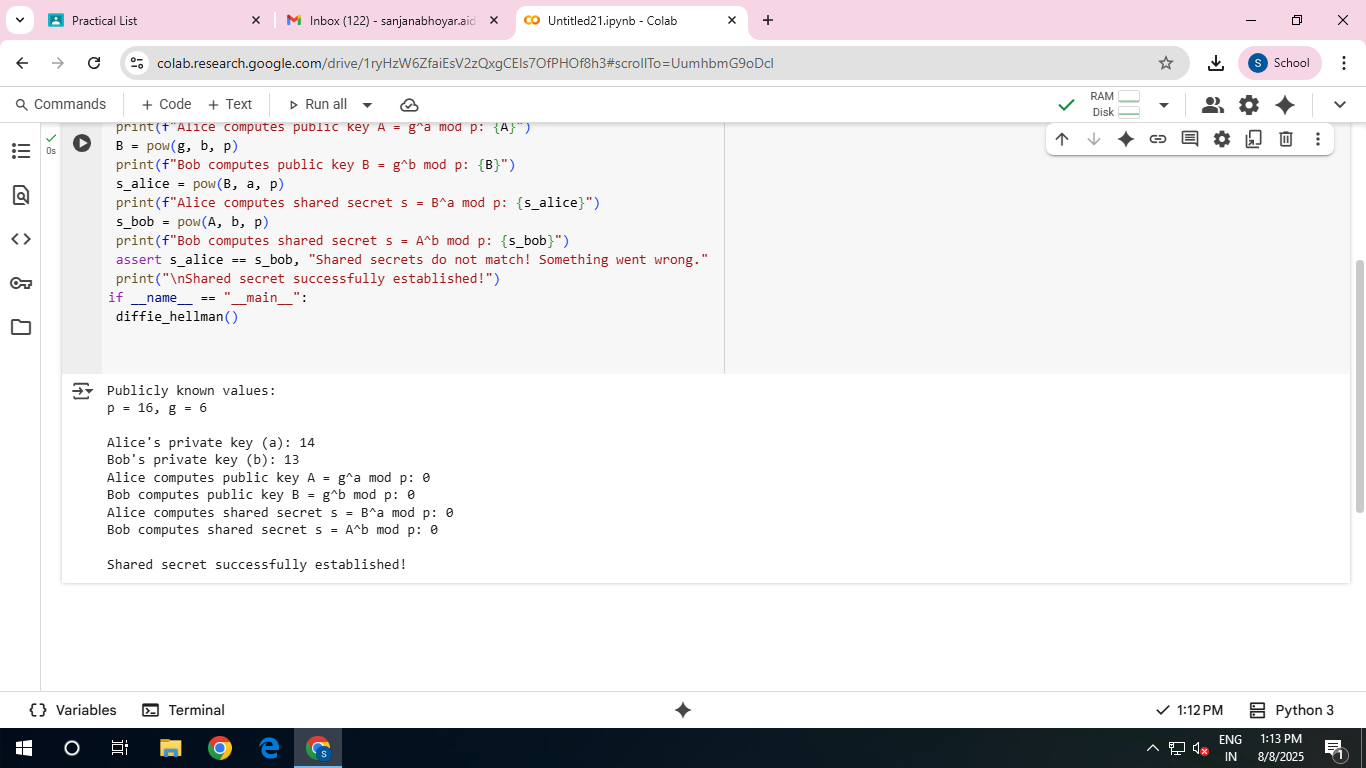 Practical List
Inbox (122) - sanjanabhoyar.aid
Untitled21.ipynb - Colab
colab.research.google.com/drive/1ryHzW6ZfaiEsV2zQxgCEIs7OfPHOf8h3#scrollTo=UumhbmG9oDcI
S School
Commands + Code + Text Run all
RAM
Disk
0s
print(f"Alice computes public key A = g^a mod p: {A}")
B = pow(g, b, p)
print(f"Bob computes public key B = g^b mod p: {B}")
s_alice = pow(B, a, p)
print(f"Alice computes shared secret s = B^a mod p: {s_alice}")
s_bob = pow(A, b, p)
print(f"Bob computes shared secret s = A^b mod p: {s_bob}")
assert s_alice == s_bob, "Shared secrets do not match! Something went wrong."
print("\nShared secret successfully established!")
if __name__ == "__main__":
diffie_hellman()
Publicly known values:
p = 16, g = 6
Alice's private key (a): 14
Bob's private key (b): 13
Alice computes public key A = g^a mod p: 0
Bob computes public key B = g^b mod p: 0
Alice computes shared secret s = B^a mod p: 0
Bob computes shared secret s = A^b mod p: 0
Shared secret successfully established!
{} Variables Terminal
1:12 PM Python 3
S
ENG
IN
1:13 PM
8/8/2025
1